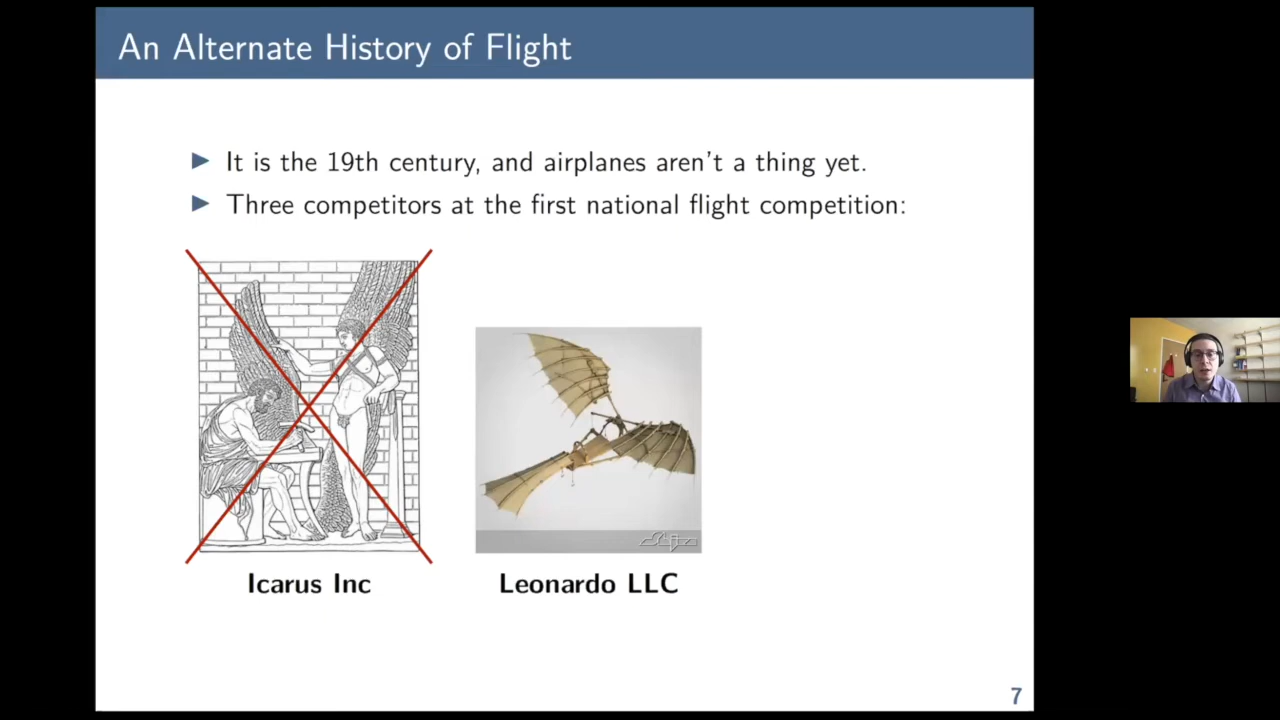 An Alternate History of Flight
It is the 19th century, and airplanes aren't a thing yet.
Three competitors at the first national flight competition:
Icarus Inc
Leonardo LLC
7